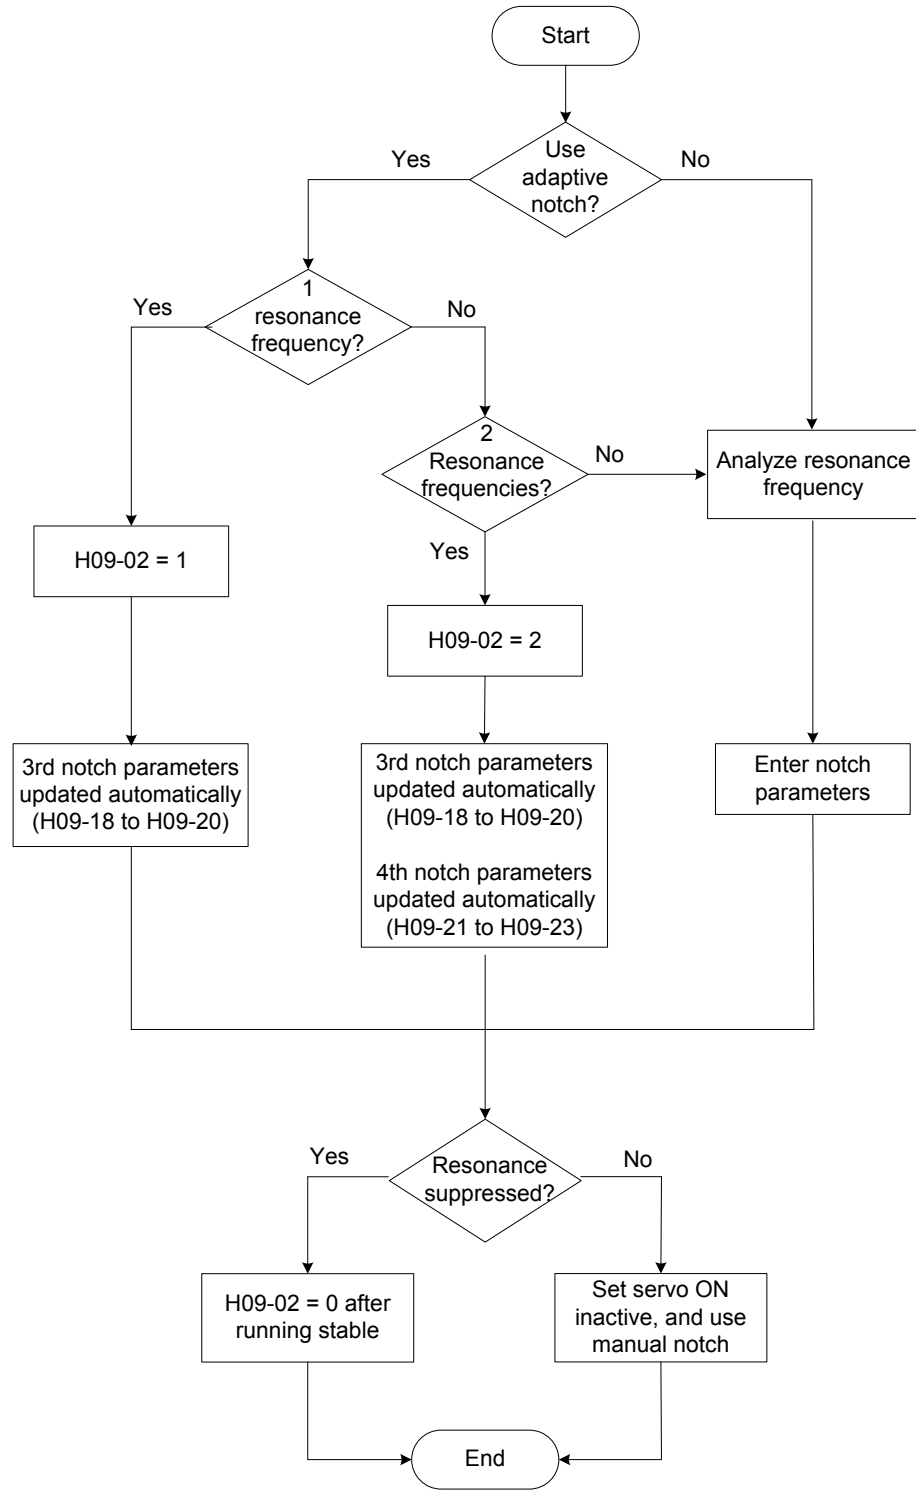 Start
Use
adaptive
notch?
Yes
No
1
resonance
frequency?
Yes
No
2
Resonance
frequencies?
No
Yes
Analyze resonance
frequency
H09-02 = 1
H09-02 = 2
3rd notch parameters
updated automatically
(H09-18 to H09-20)
3rd notch parameters
updated automatically
(H09-18 to H09-20)
4th notch parameters
updated automatically
(H09-21 to H09-23)
Enter notch
parameters
Resonance
suppressed?
Yes
No
H09-02 = 0 after
running stable
Set servo ON
inactive, and use
manual notch
End